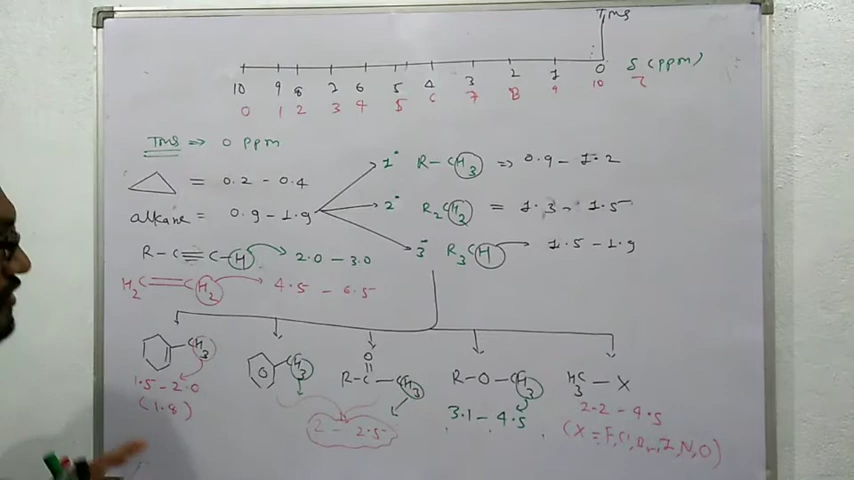 Tms
δ (ppm)
10 9 8 7 6 5 4 3 2 1 0
0 1 2 3 4 5 6 7 8 9 10 τ
Tms => 0 ppm
1° R-CH3 => 0.9 - 1.2
= 0.2 - 0.4
2° R2CH2 = 1.3 - 1.5
alkane = 0.9 - 1.9
3° R3CH 1.5 - 1.9
R-C≡C-H 2.0 - 3.0
H2C=CH2 4.5 - 6.5
CH3 CH3 R-C-CH3 R-O-CH3 H3C-X
O O
1.5 - 2.0 2 - 2.5 3.1 - 4.5 2.2 - 4.5
(1.8) (X = F, Cl, Br, I, N, O)